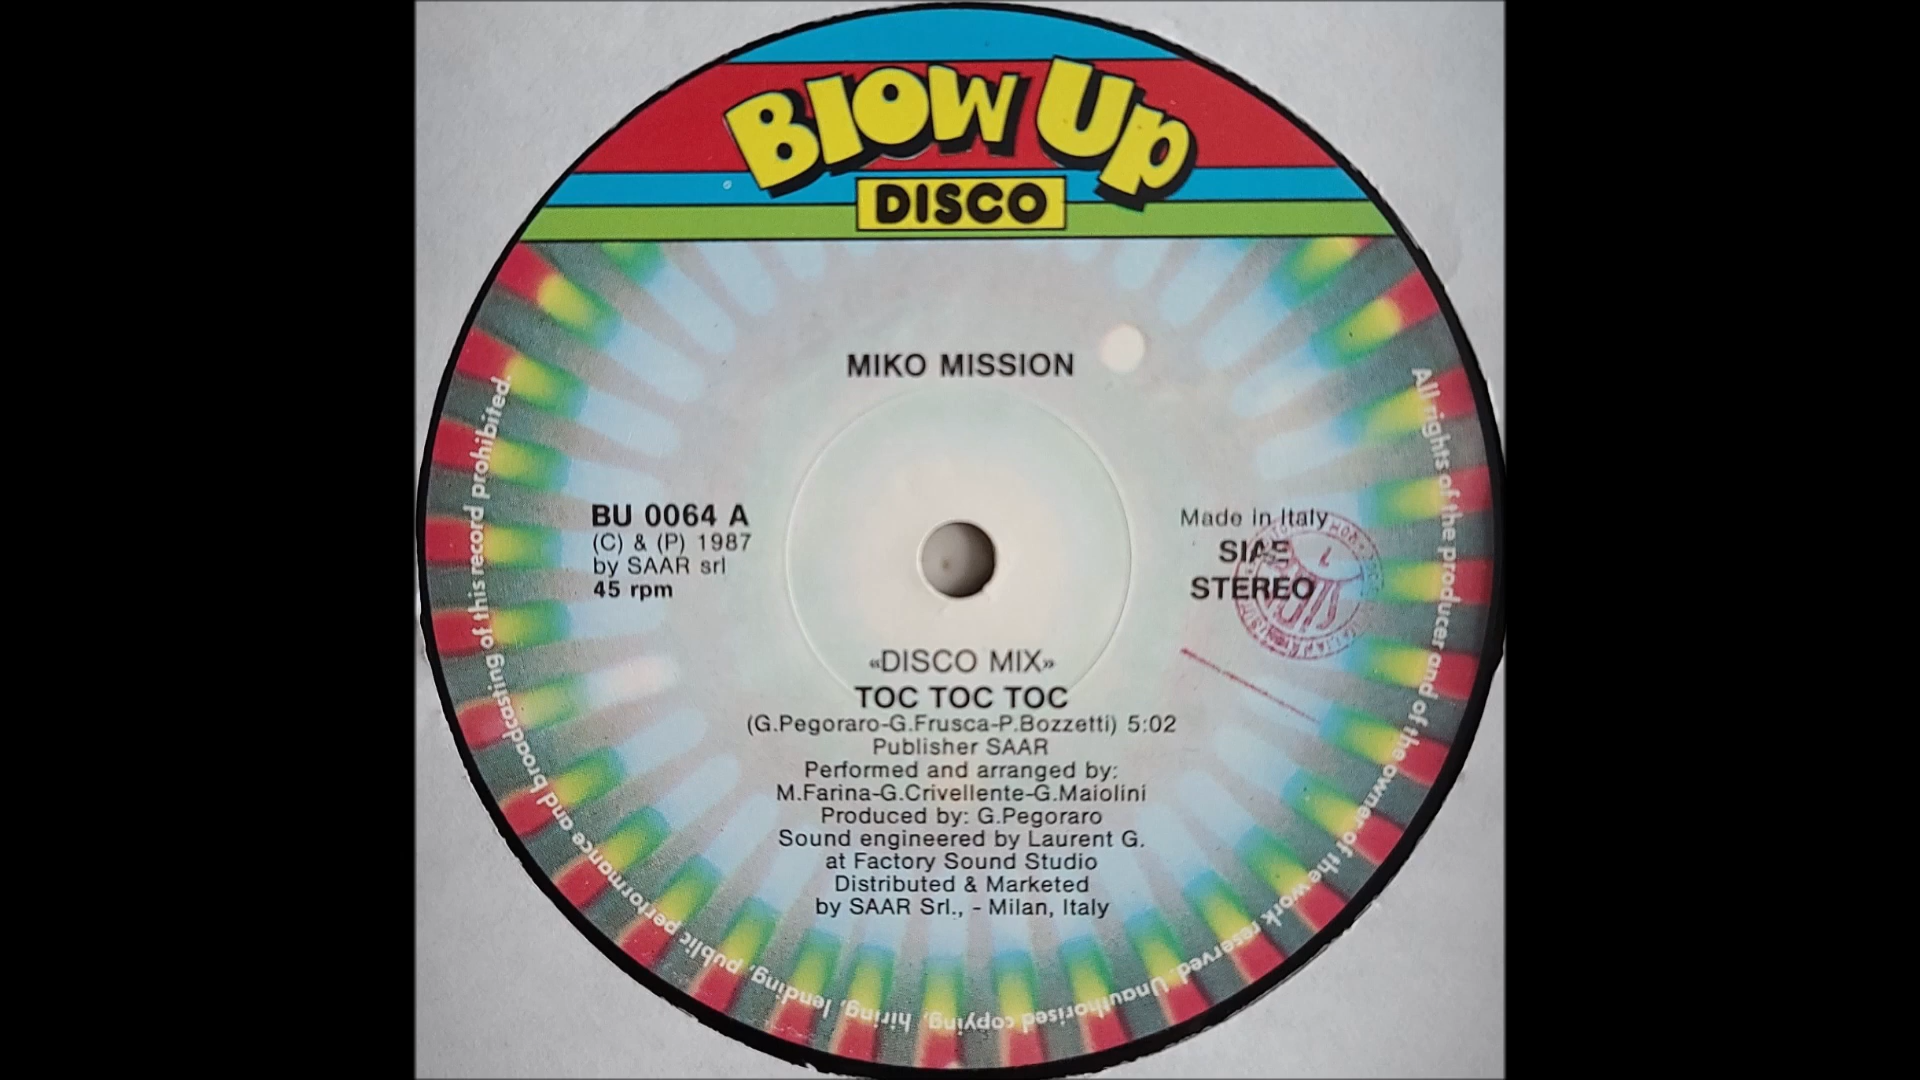 Blow Up
DISCO
MIKO MISSION
BU 0064 A
(C) & (P) 1987
by SAAR srl
45 rpm
Made in Italy
SIAE
STEREO
«DISCO MIX»
TOC TOC TOC
(G.Pegoraro-G.Frusca-P.Bozzetti) 5:02
Publisher SAAR
Performed and arranged by:
M.Farina-G.Crivellente-G.Maiolini
Produced by: G.Pegoraro
Sound engineered by Laurent G.
at Factory Sound Studio
Distributed & Marketed
by SAAR Srl., - Milan, Italy
All rights of the producer and of the owner of the work reserved. Unauthorised copying, hiring, lending, public performance and broadcasting of this record prohibited.